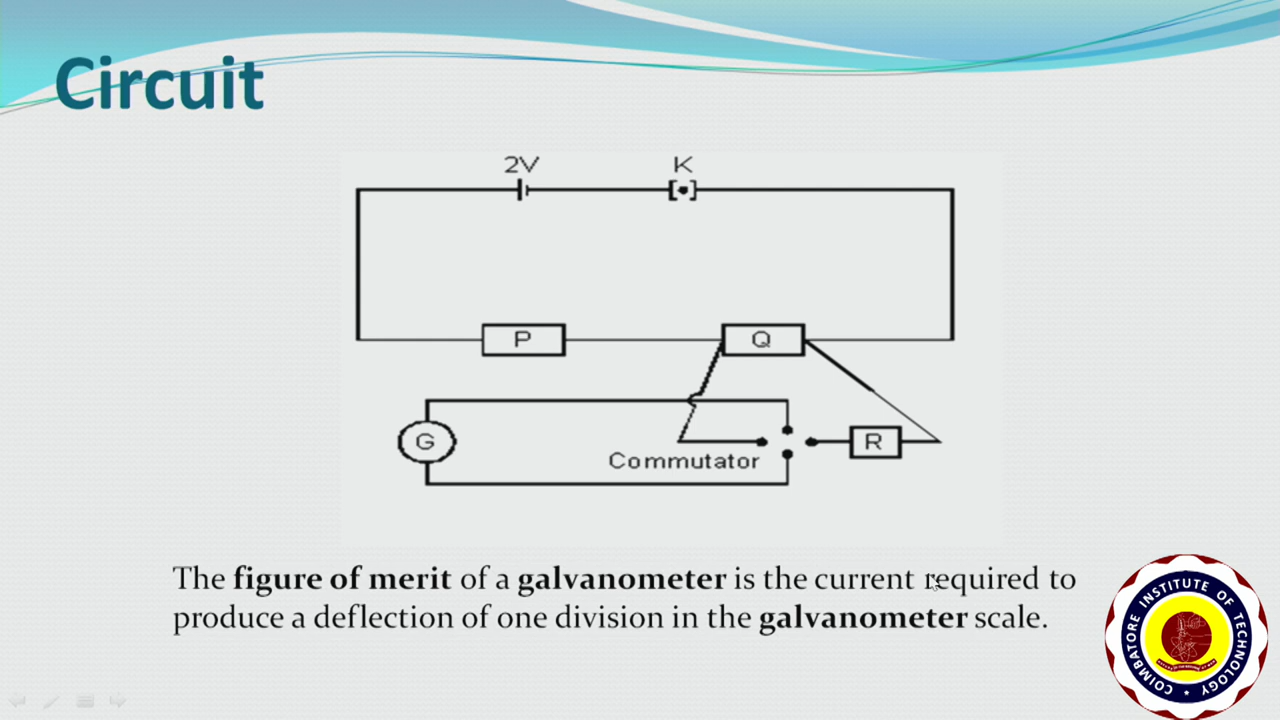 Circuit
2V
K
P
Q
G
R
Commutator
The figure of merit of a galvanometer is the current required to
produce a deflection of one division in the galvanometer scale.
COIMBATORE INSTITUTE OF TECHNOLOGY